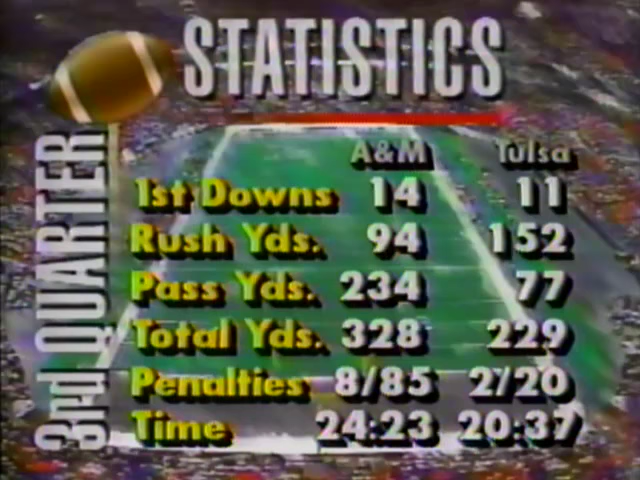 STATISTICS
3rd QUARTER
A&M Tulsa
1st Downs 14 11
Rush Yds. 94 152
Pass Yds. 234 77
Total Yds. 328 229
Penalties 8/85 2/20
Time 24:23 20:37